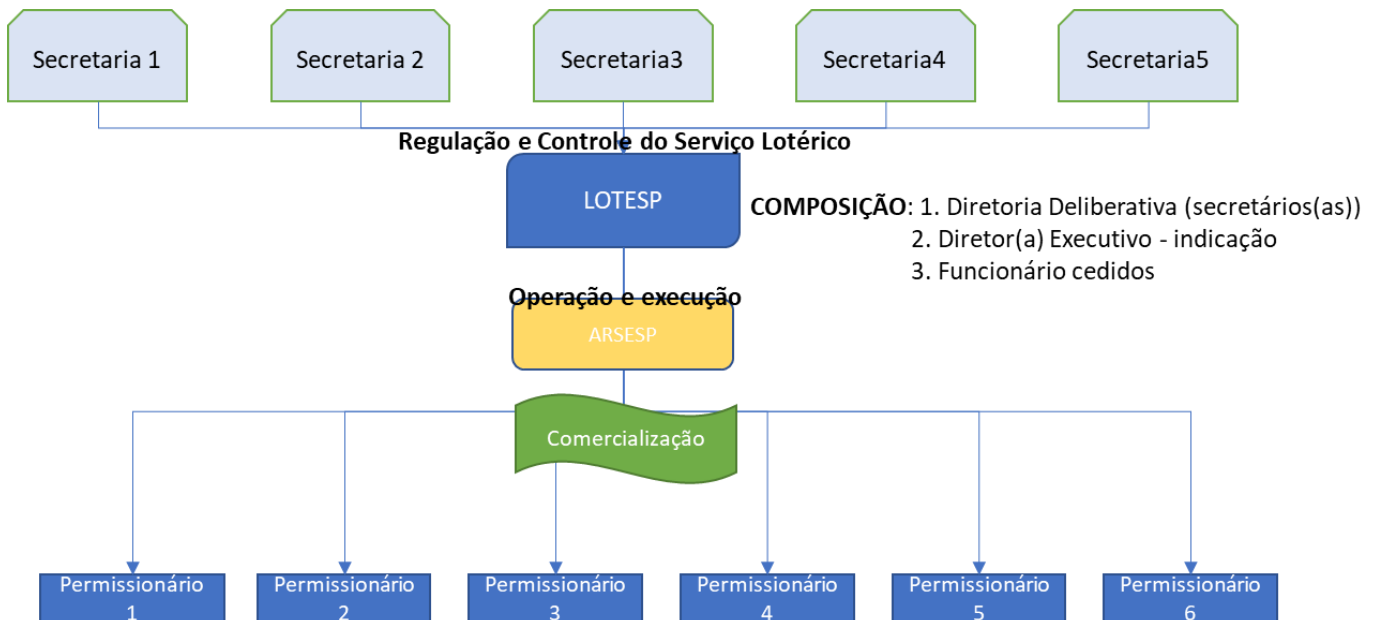 Secretaria 1
Secretaria 2
Secretaria3
Secretaria4
Secretaria5
Regulação e Controle do Serviço Lotérico
LOTESP
COMPOSIÇÃO: 1. Diretoria Deliberativa (secretários(as))
2. Diretor(a) Executivo - indicação
3. Funcionário cedidos
Operação e execução
ARSESP
Comercialização
Permissionário
1
Permissionário
2
Permissionário
3
Permissionário
4
Permissionário
5
Permissionário
6